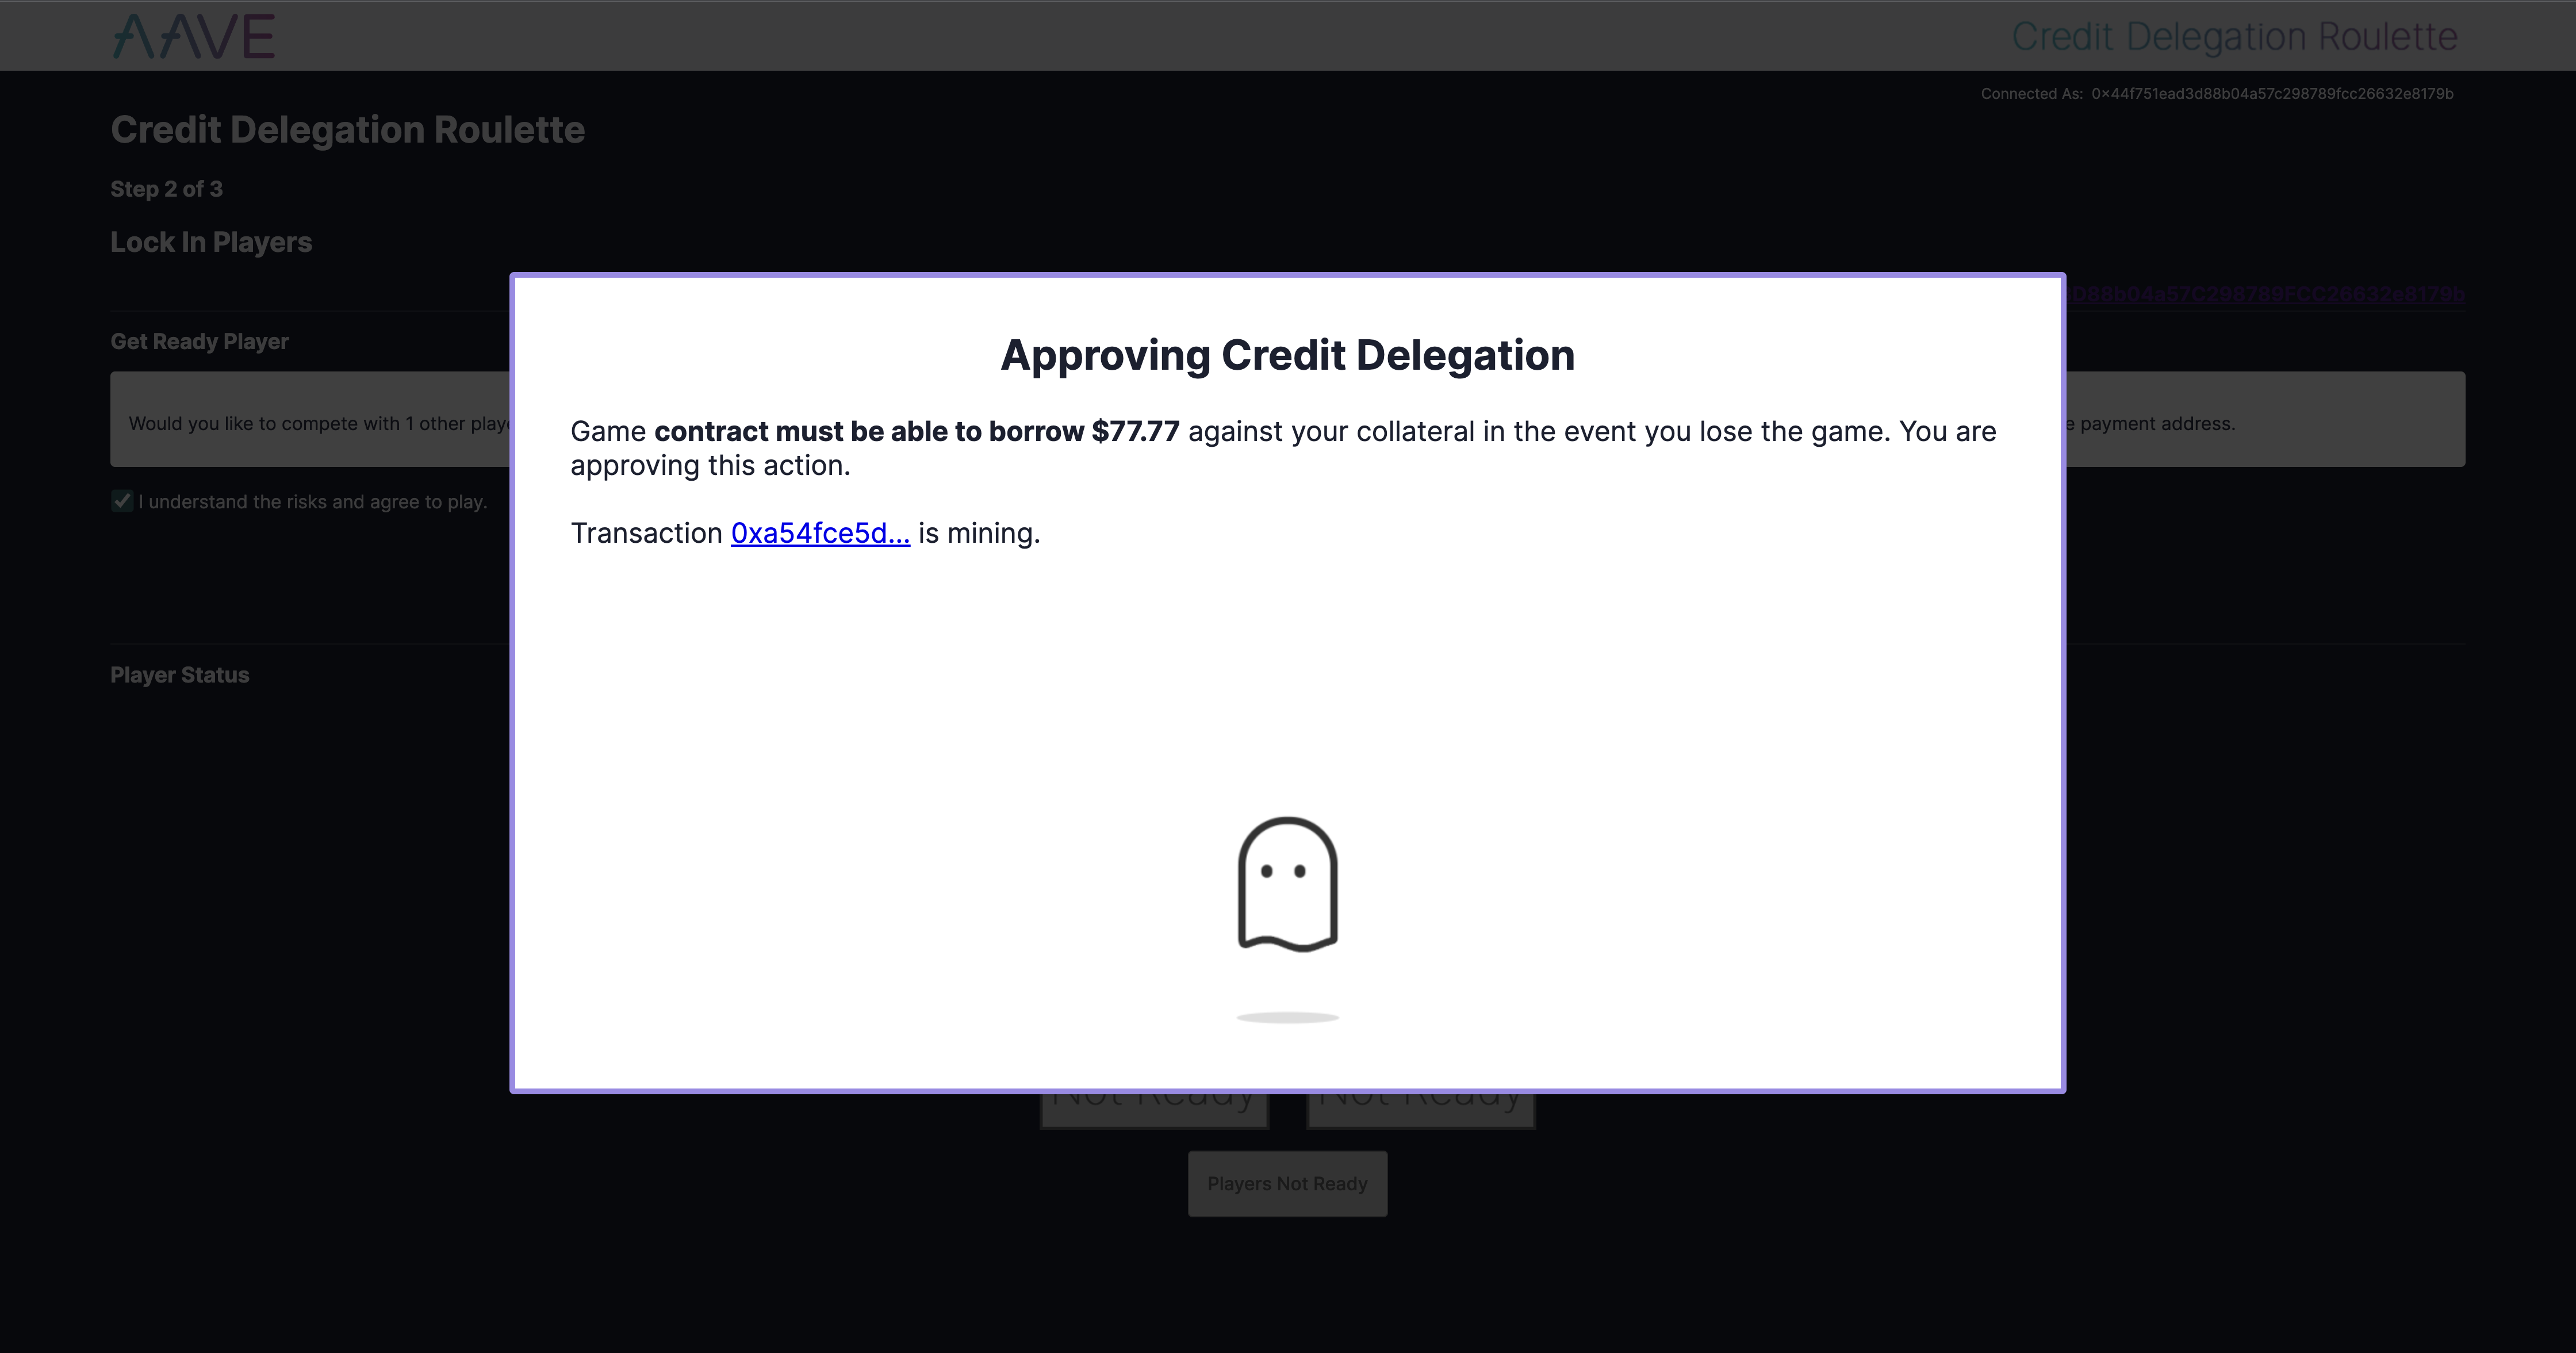 AAVE
Credit Delegation Roulette
Connected As: 0x44f751ead3d88b04a57c298789fcc26632e8179b
Credit Delegation Roulette
Step 2 of 3
Lock In Players
D88b04a57C298789FCC26632e8179b
Get Ready Player
Would you like to compete with 1 other playe
e payment address.
I understand the risks and agree to play.
Approving Credit Delegation
Game contract must be able to borrow $77.77 against your collateral in the event you lose the game. You are
approving this action.
Transaction 0xa54fce5d... is mining.
Player Status
Not Ready
Not Ready
Players Not Ready